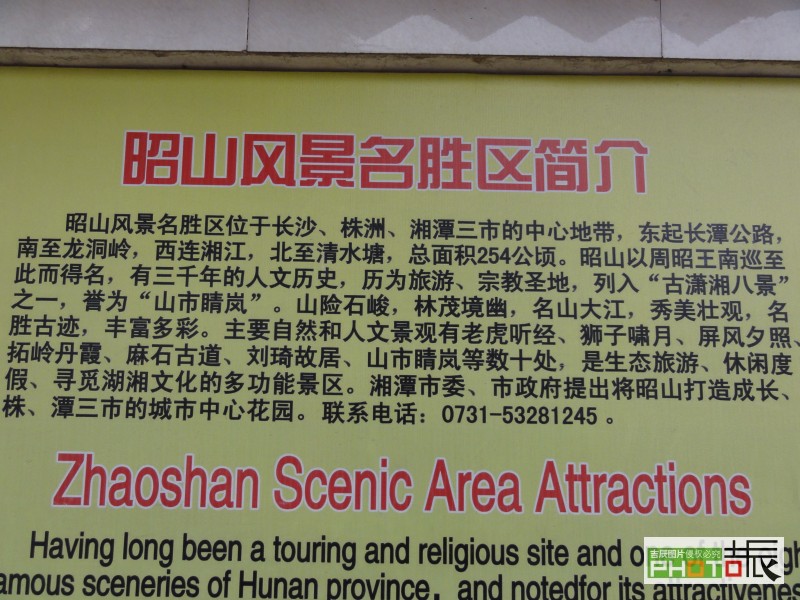 昭山风景名胜区简介
昭山风景名胜区位于长沙、株洲、湘潭三市的中心地带，东起长潭公路，
南至龙洞岭，西连湘江，北至清水塘，总面积254公顷。昭山以周昭王南巡至
此而得名，有三千年的人文历史，历为旅游、宗教圣地，列入“古潇湘八景”
之一，誉为“山市晴岚”。山险石峻，林茂境幽，名山大江，秀美壮观，名
胜古迹，丰富多彩。主要自然和人文景观有老虎听经、狮子啸月、屏风夕照、
拓岭丹霞、麻石古道、刘琦故居、山市晴岚等数十处，是生态旅游、休闲度
假、寻觅湖湘文化的多功能景区。湘潭市委、市政府提出将昭山打造成长、
株、潭三市的城市中心花园。联系电话：0731-53281245 。
Zhaoshan Scenic Area Attractions
Having long been a touring and religious site and
amous sceneries of Hunan province, and notedfor its attractiveness
吉辰图片 侵权必究
PHOTO 吉辰